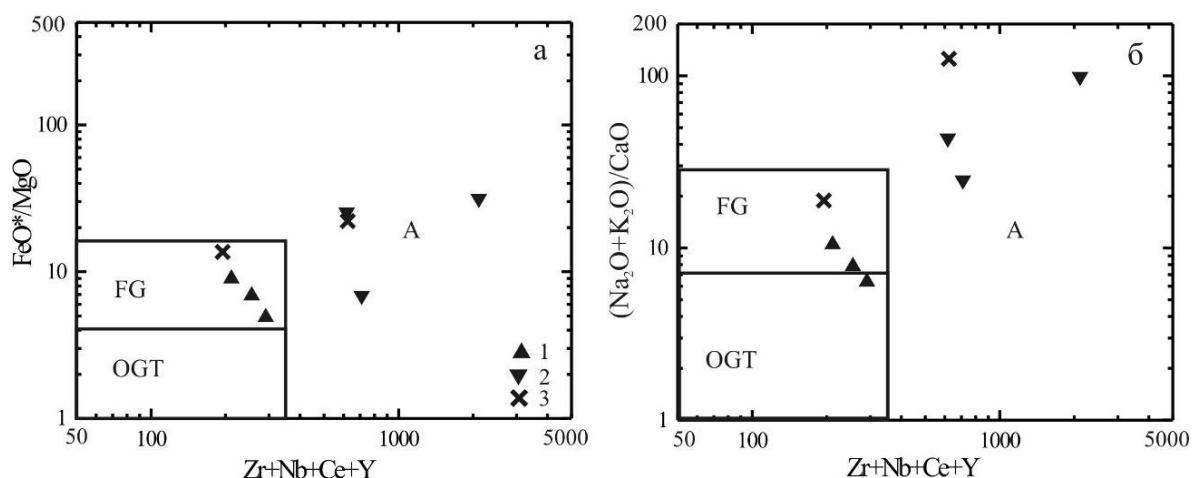 500
а
100
FeO*/MgO
A
10
FG
OGT
1
2
3
1
50
100
1000
5000
Zr+Nb+Ce+Y
200
б
100
(Na₂O+K₂O)/CaO
FG
A
10
OGT
1
50
100
1000
5000
Zr+Nb+Ce+Y